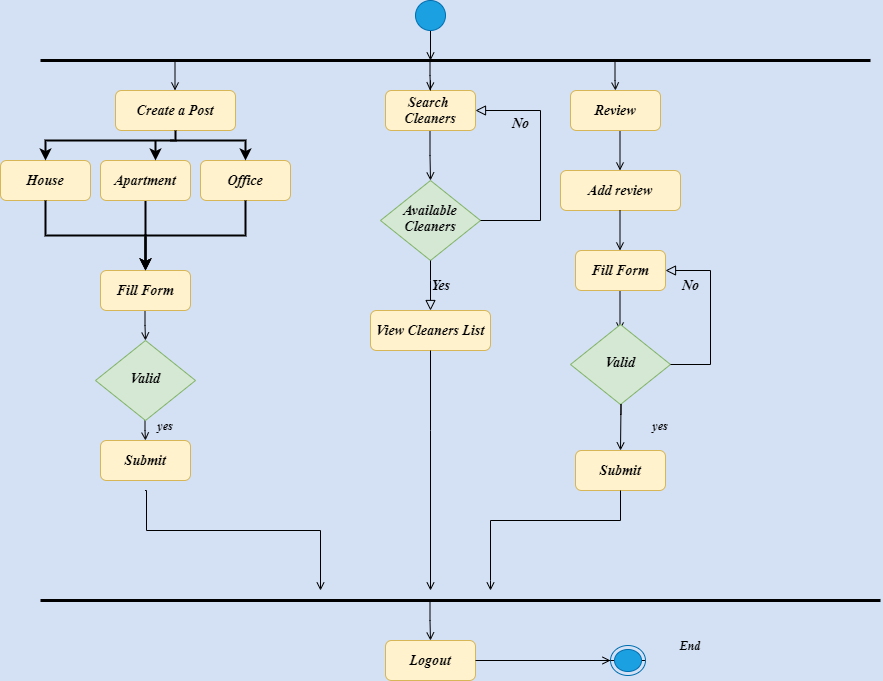 Create a Post
House
Apartment
Office
Fill Form
Valid
yes
Submit
Search
Cleaners
No
Available
Cleaners
Yes
View Cleaners List
Review
Add review
Fill Form
No
Valid
yes
Submit
Logout
End